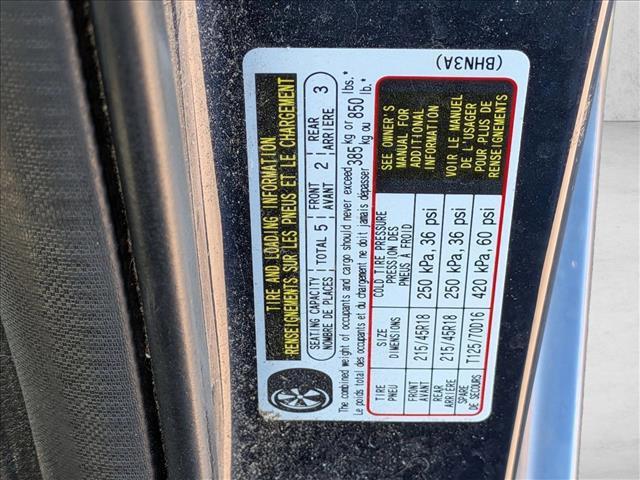 TIRE AND LOADING INFORMATION
RENSEIGNEMENTS SUR LES PNEUS ET LE CHARGEMENT
SEATING CAPACITY TOTAL 5 FRONT 2 REAR 3
NOMBRE DE PLACES AVANT ARRIÈRE
The combined weight of occupants and cargo should never exceed 385 kg or 850 lbs.*
Le poids total des occupants et du chargement ne doit jamais dépasser kg ou lb.*
TIRE SIZE COLD TIRE PRESSURE SEE OWNER'S
PNEU DIMENSIONS PRESSION DES MANUAL FOR
PNEUS À FROID ADDITIONAL
FRONT 215/45R18 250 kPa, 36 psi INFORMATION
AVANT
REAR 215/45R18 250 kPa, 36 psi VOIR LE MANUEL
ARRIÈRE DE L'USAGER
SPARE T125/70D16 420 kPa, 60 psi POUR PLUS DE
DE SECOURS RENSEIGNEMENTS
(BHN3A)